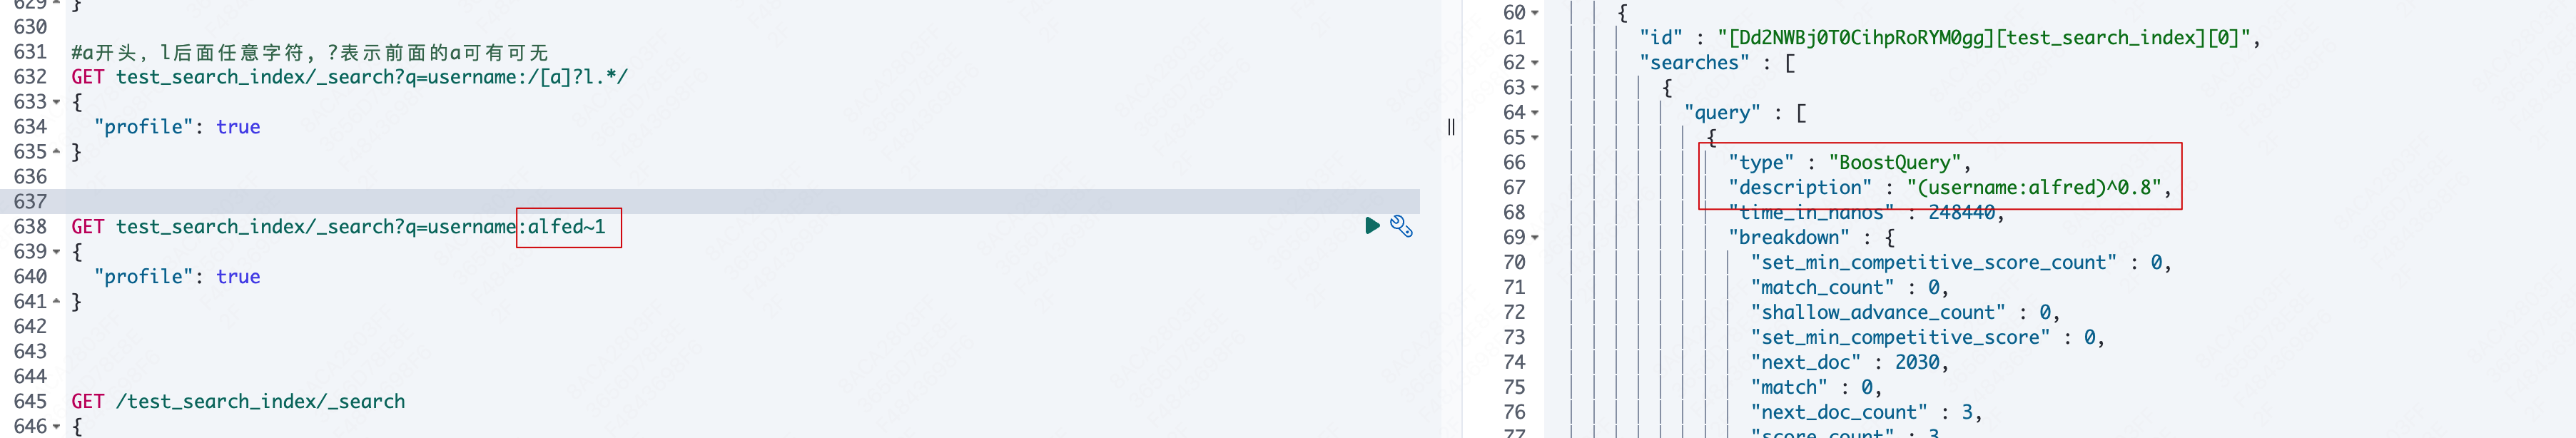 629 }
630
631 #a开头，l后面任意字符，?表示前面的a可有可无
632 GET test_search_index/_search?q=username:/[a]?l.*/
633 {
634 "profile": true
635 }
636
637
638 GET test_search_index/_search?q=username:alfed~1
639 {
640 "profile": true
641 }
642
643
644
645 GET /test_search_index/_search
646 {
60 {
61 "id" : "[Dd2NWBj0T0CihpRoRYM0gg][test_search_index][0]",
62 "searches" : [
63 {
64 "query" : [
65 {
66 "type" : "BoostQuery",
67 "description" : "(username:alfred)^0.8",
68 "time_in_nanos" : 248440,
69 "breakdown" : {
70 "set_min_competitive_score_count" : 0,
71 "match_count" : 0,
72 "shallow_advance_count" : 0,
73 "set_min_competitive_score" : 0,
74 "next_doc" : 2030,
75 "match" : 0,
76 "next_doc_count" : 3,
77 "score_count" : 3